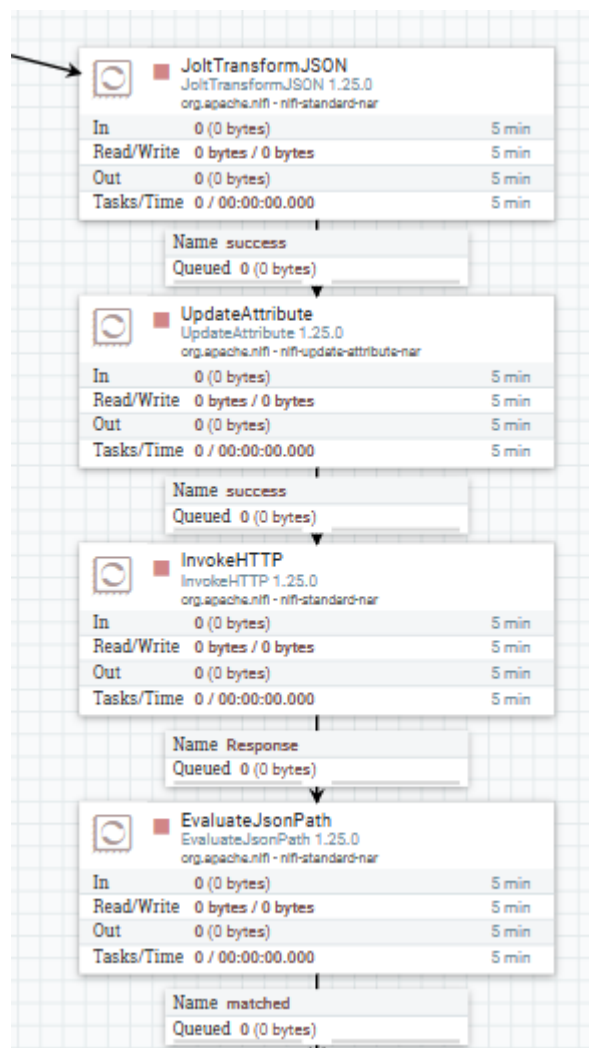 JoltTransformJSON
JoltTransformJSON 1.25.0
org.apache.nifi - nifi-standard-nar
In 0 (0 bytes) 5 min
Read/Write 0 bytes / 0 bytes 5 min
Out 0 (0 bytes) 5 min
Tasks/Time 0 / 00:00:00.000 5 min
Name success
Queued 0 (0 bytes)
UpdateAttribute
UpdateAttribute 1.25.0
org.apache.nifi - nifi-update-attribute-nar
In 0 (0 bytes) 5 min
Read/Write 0 bytes / 0 bytes 5 min
Out 0 (0 bytes) 5 min
Tasks/Time 0 / 00:00:00.000 5 min
Name success
Queued 0 (0 bytes)
InvokeHTTP
InvokeHTTP 1.25.0
org.apache.nifi - nifi-standard-nar
In 0 (0 bytes) 5 min
Read/Write 0 bytes / 0 bytes 5 min
Out 0 (0 bytes) 5 min
Tasks/Time 0 / 00:00:00.000 5 min
Name Response
Queued 0 (0 bytes)
EvaluateJsonPath
EvaluateJsonPath 1.25.0
org.apache.nifi - nifi-standard-nar
In 0 (0 bytes) 5 min
Read/Write 0 bytes / 0 bytes 5 min
Out 0 (0 bytes) 5 min
Tasks/Time 0 / 00:00:00.000 5 min
Name matched
Queued 0 (0 bytes)